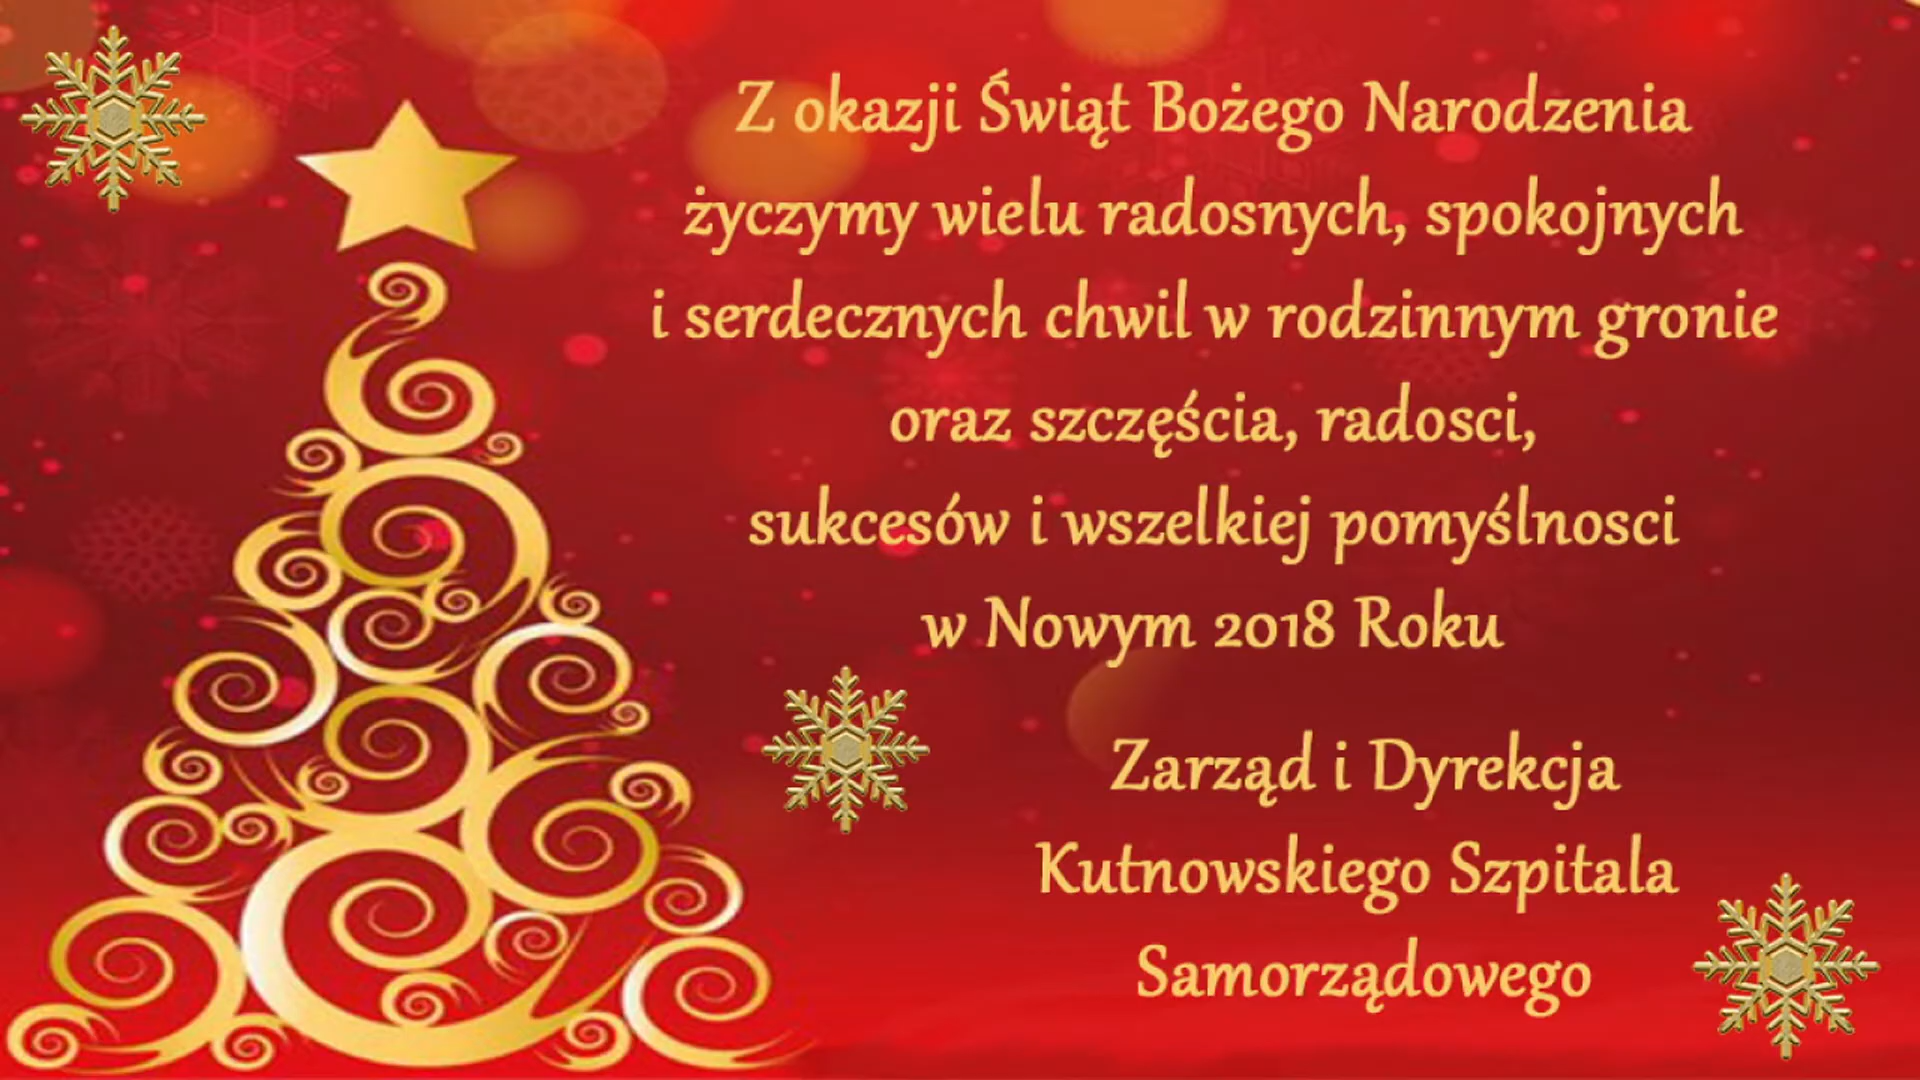 Z okazji Świąt Bożego Narodzenia
życzymy wielu radosnych, spokojnych
i serdecznych chwil w rodzinnym gronie
oraz szczęścia, radosci,
sukcesów i wszelkiej pomyślnosci
w Nowym 2018 Roku
Zarząd i Dyrekcja
Kutnowskiego Szpitala
Samorządowego